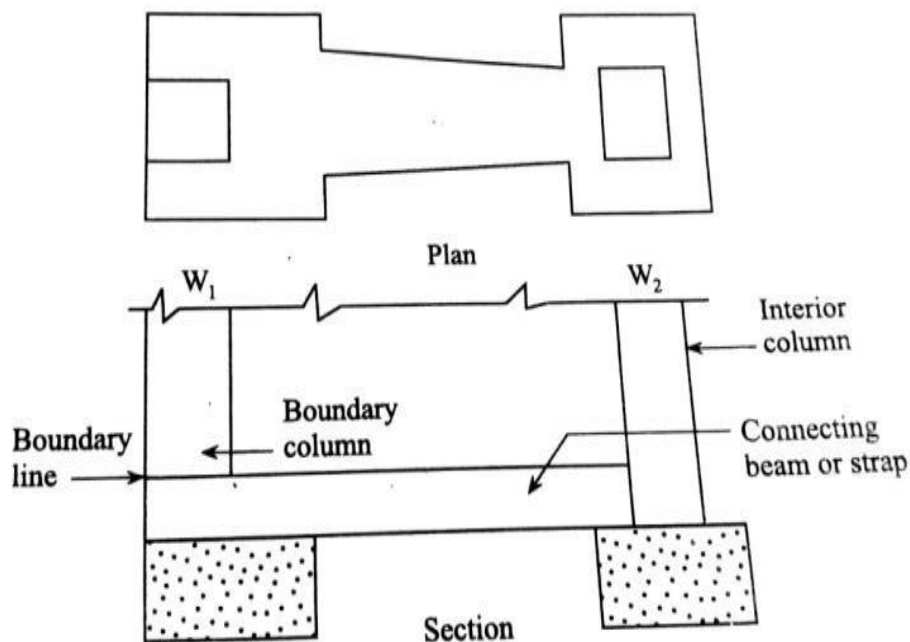 Plan
W₁
W₂
Interior
column
Boundary
column
Boundary
line
Connecting
beam or strap
Section